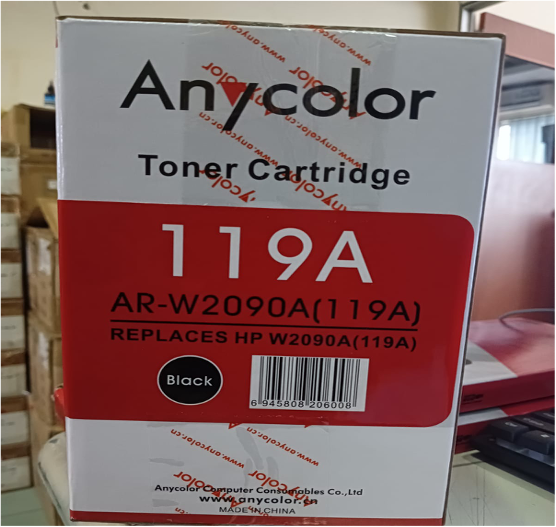 Anycolor
Toner Cartridge
119A
AR-W2090A(119A)
REPLACES HP W2090A(119A)
Black
6 945808 206008
Anycolor Computer Consumables Co.,Ltd
www.anycolor.cn
MADE IN CHINA